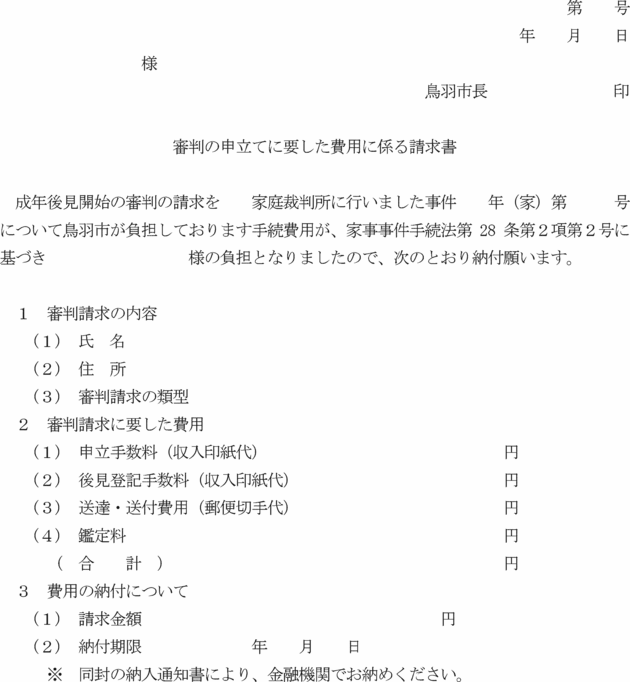 第　　号
年　　月　　日
様
鳥羽市長　　　　　　　　印
審判の申立てに要した費用に係る請求書
成年後見開始の審判の請求を　　家庭裁判所に行いました事件　　年（家）第　　　号
について鳥羽市が負担しております手続費用が、家事事件手続法第 28 条第２項第２号に
基づき　　　　　　　　　様の負担となりましたので、次のとおり納付願います。
１　審判請求の内容
（１）　氏　名
（２）　住　所
（３）　審判請求の類型
２　審判請求に要した費用
（１）　申立手数料（収入印紙代）　　　　　　　　　　　　　　　円
（２）　後見登記手数料（収入印紙代）　　　　　　　　　　　　　円
（３）　送達・送付費用（郵便切手代）　　　　　　　　　　　　　円
（４）　鑑定料　　　　　　　　　　　　　　　　　　　　　　　　円
（　合　　計　）　　　　　　　　　　　　　　　　　　　　　　円
３　費用の納付について
（１）　請求金額　　　　　　　　　　　　　　　　　　　円
（２）　納付期限　　　　　　　年　　月　　日
※　同封の納入通知書により、金融機関でお納めください。